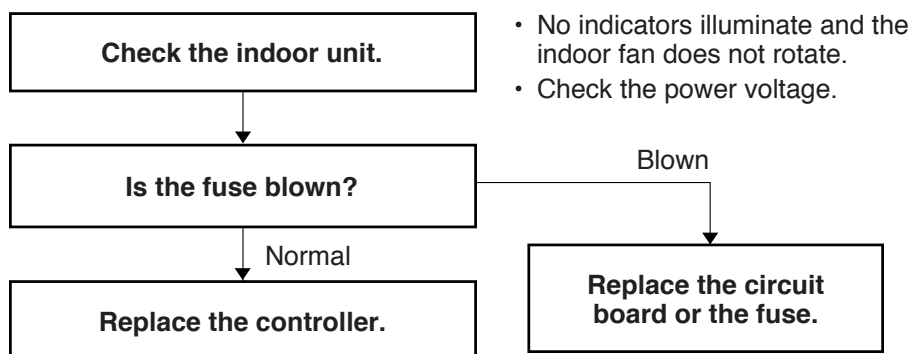 Check the indoor unit.
• No indicators illuminate and the
indoor fan does not rotate.
• Check the power voltage.
Is the fuse blown?
Blown
Normal
Replace the controller.
Replace the circuit
board or the fuse.